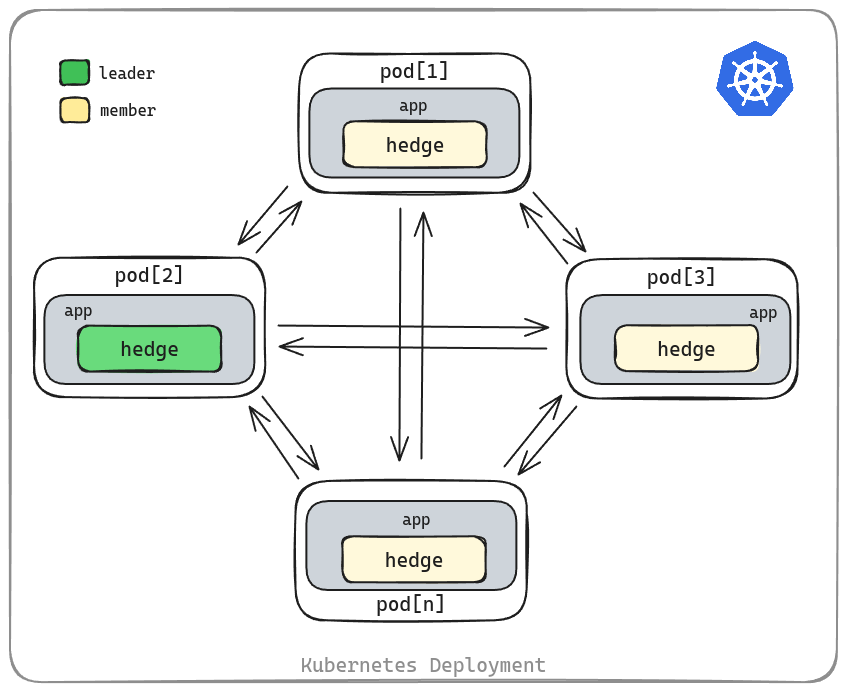 leader
member
pod[1]
app
hedge
pod[2]
app
hedge
pod[3]
app
hedge
app
hedge
pod[n]
Kubernetes Deployment